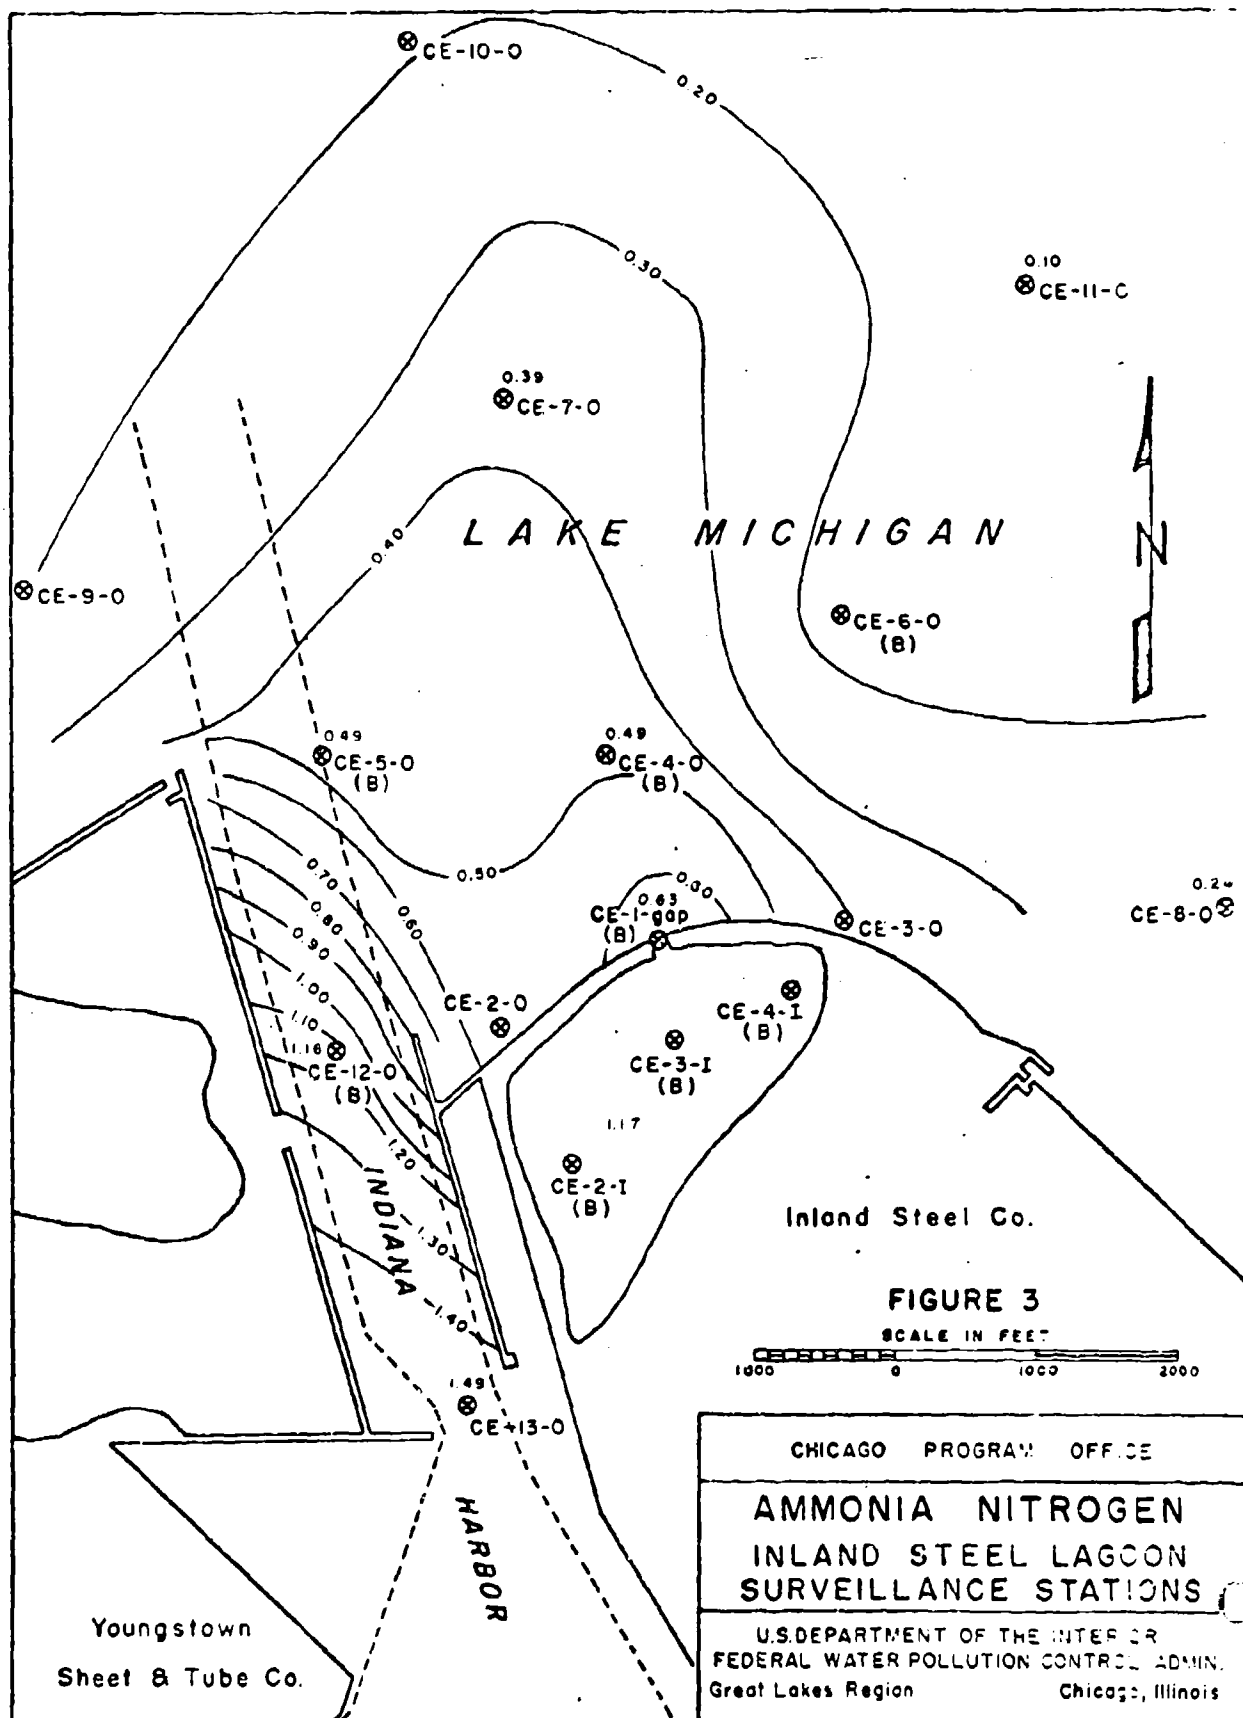 CE-10-0
0.20
0.10
CE-11-C
0.30
0.39
CE-7-0
LAKE MICHIGAN
0.40
N
CE-9-0
CE-6-0
(B)
0.49
CE-5-0
(B)
0.49
CE-4-0
(B)
0.50
0.70
0.80
0.60
0.90
0.63
CE-1-gap
(B)
CE-3-0
CE-8-0
1.00
CE-2-0
CE-4-I
(B)
1.10
1.16
CE-12-0
(B)
CE-3-I
(B)
1.17
1.20
CE-2-I
(B)
INDIANA
Inland Steel Co.
1.30
FIGURE 3
SCALE IN FEET
1000 0 1000 2000
1.40
1.49
CE+13-0
HARBOR
CHICAGO PROGRAM OFFICE
AMMONIA NITROGEN
INLAND STEEL LAGOON
SURVEILLANCE STATIONS
Youngstown
Sheet & Tube Co.
U.S. DEPARTMENT OF THE INTERIOR
FEDERAL WATER POLLUTION CONTROL ADMIN.
Great Lakes Region Chicago, Illinois